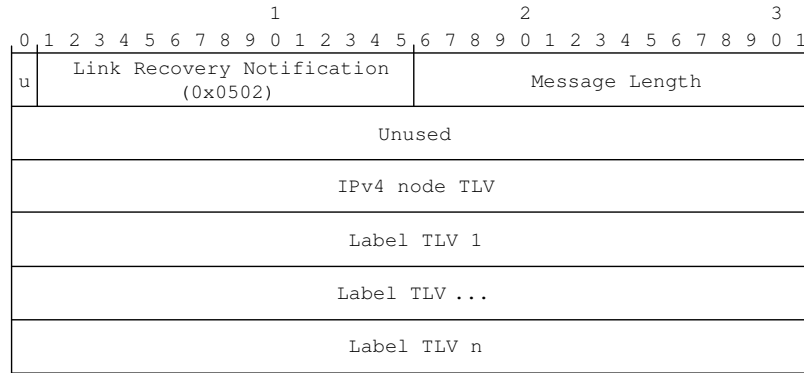 1 2 3
0 1 2 3 4 5 6 7 8 9 0 1 2 3 4 5 6 7 8 9 0 1 2 3 4 5 6 7 8 9 0 1
u Link Recovery Notification Message Length
(0x0502)
Unused
IPv4 node TLV
Label TLV 1
Label TLV ...
Label TLV n